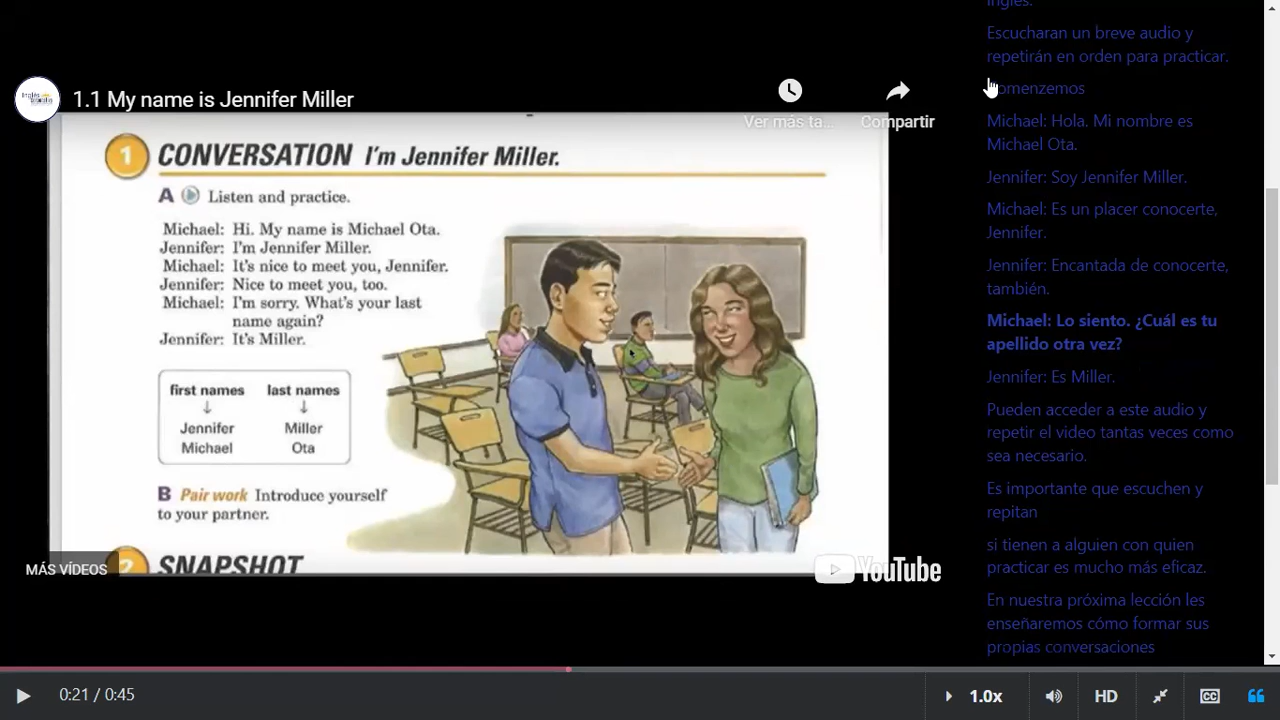 1.1 My name is Jennifer Miller
Ver más ta...
Compartir
1 CONVERSATION I'm Jennifer Miller.
A Listen and practice.
Michael: Hi. My name is Michael Ota.
Jennifer: I'm Jennifer Miller.
Michael: It's nice to meet you, Jennifer.
Jennifer: Nice to meet you, too.
Michael: I'm sorry. What's your last
name again?
Jennifer: It's Miller.
first names last names
Jennifer Miller
Michael Ota
B Pair work Introduce yourself
to your partner.
2 SNAPSHOT
MÁS VÍDEOS
YouTube
Escucharan un breve audio y
repetirán en orden para practicar.
Michael: Hola. Mi nombre es
Michael Ota.
Jennifer: Soy Jennifer Miller.
Michael: Es un placer conocerte,
Jennifer.
Jennifer: Encantada de conocerte,
también.
Michael: Lo siento. ¿Cuál es tu
apellido otra vez?
Jennifer: Es Miller.
Pueden acceder a este audio y
repetir el video tantas veces como
sea necesario.
Es importante que escuchen y
repitan
si tienen a alguien con quien
practicar es mucho más eficaz.
En nuestra próxima lección les
enseñaremos cómo formar sus
propias conversaciones
0:21 / 0:45
1.0x
HD
CC